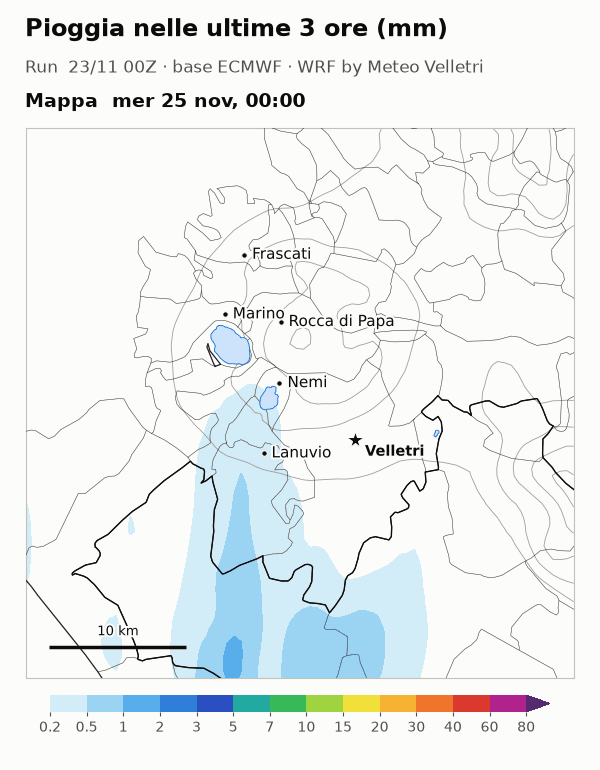 Pioggia nelle ultime 3 ore (mm)
Run  23/11 00Z · base ECMWF · WRF by Meteo Velletri
Mappa  mer 25 nov, 00:00
Frascati
Marino
Rocca di Papa
Nemi
Velletri
Lanuvio
10 km
0.2 0.5 1 2 3 5 7 10 15 20 30 40 60 80